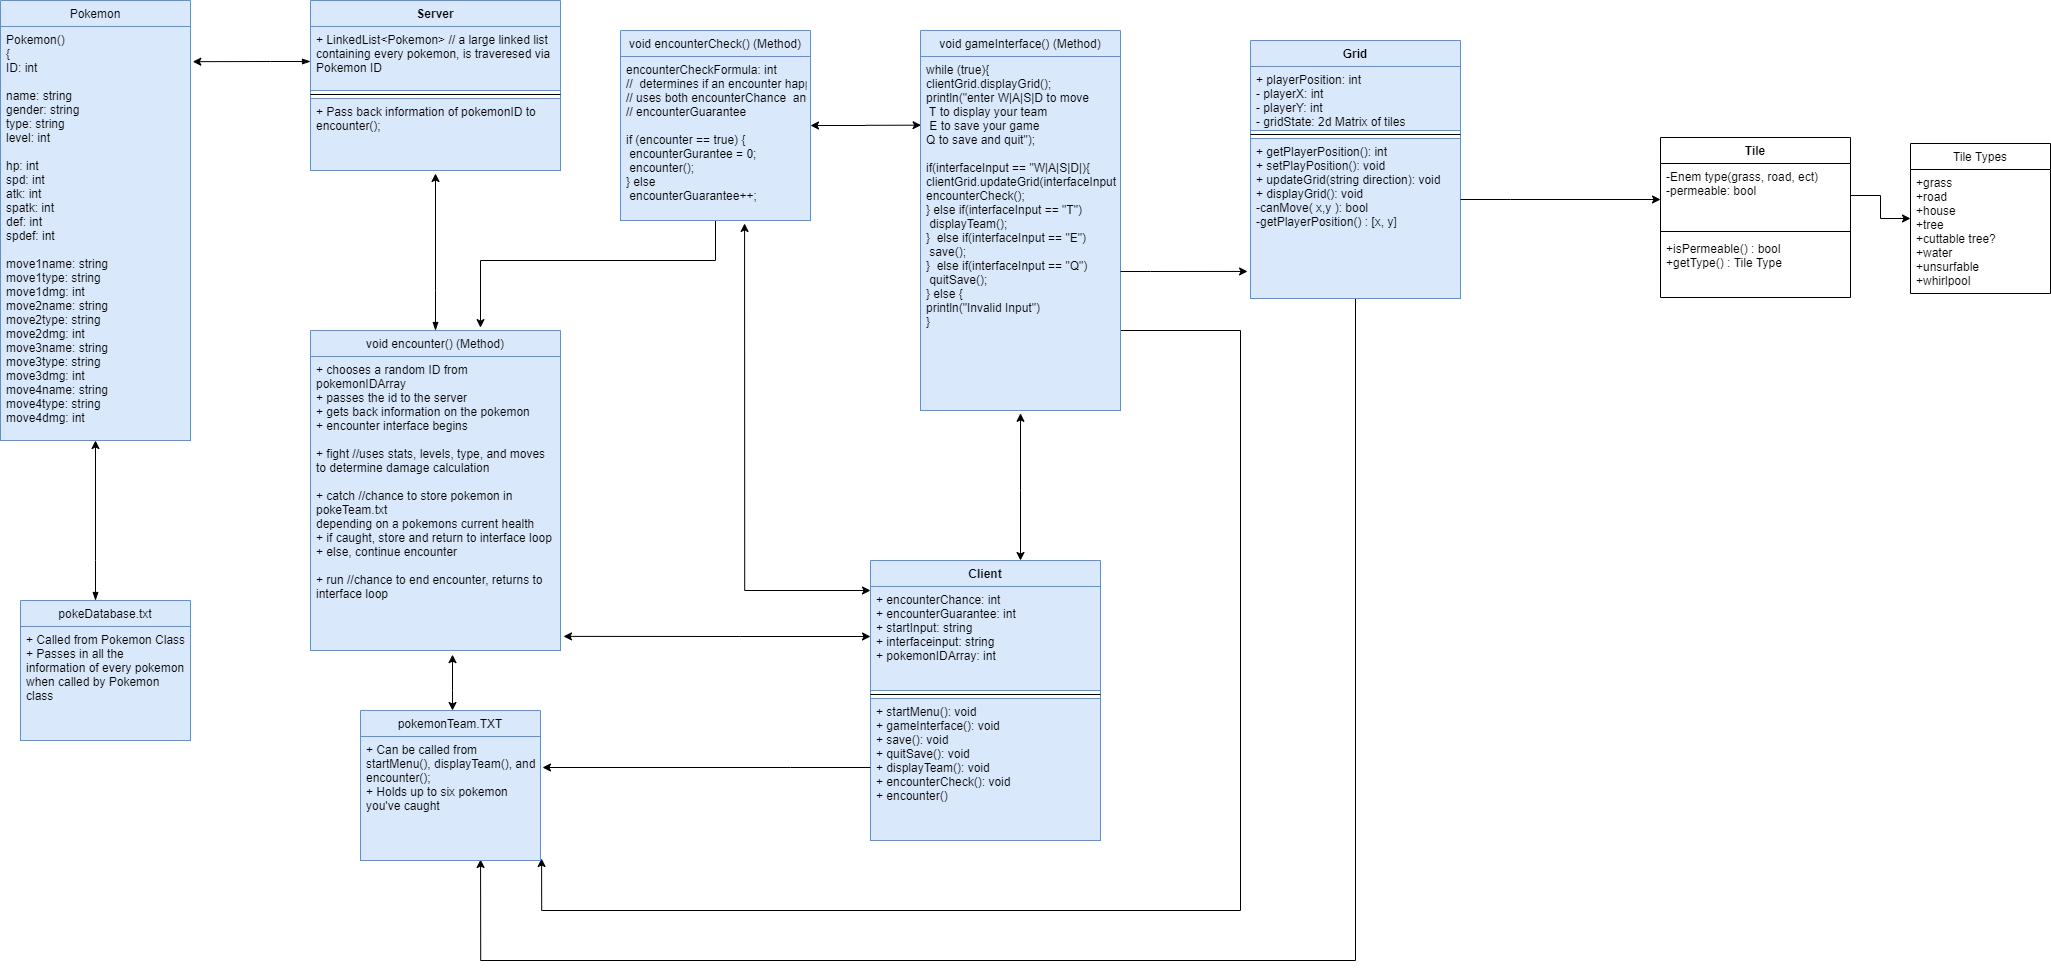 Pokemon
Pokemon()
{
ID: int
name: string
gender: string
type: string
level: int
hp: int
spd: int
atk: int
spatk: int
def: int
spdef: int
move1name: string
move1type: string
move1dmg: int
move2name: string
move2type: string
move2dmg: int
move3name: string
move3type: string
move3dmg: int
move4name: string
move4type: string
move4dmg: int
pokeDatabase.txt
+ Called from Pokemon Class
+ Passes in all the
information of every pokemon
when called by Pokemon
class
Server
+ LinkedList<Pokemon> // a large linked list
containing every pokemon, is traveresed via
Pokemon ID
+ Pass back information of pokemonID to
encounter();
void encounter() (Method)
+ chooses a random ID from
pokemonIDArray
+ passes the id to the server
+ gets back information on the pokemon
+ encounter interface begins
+ fight //uses stats, levels, type, and moves
to determine damage calculation
+ catch //chance to store pokemon in
pokeTeam.txt
depending on a pokemons current health
+ if caught, store and return to interface loop
+ else, continue encounter
+ run //chance to end encounter, returns to
interface loop
pokemonTeam.TXT
+ Can be called from
startMenu(), displayTeam(), and
encounter();
+ Holds up to six pokemon
you've caught
void encounterCheck() (Method)
encounterCheckFormula: int
// determines if an encounter hap
// uses both encounterChance an
// encounterGuarantee
if (encounter == true) {
encounterGurantee = 0;
encounter();
} else
encounterGuarantee++;
void gameInterface() (Method)
while (true){
clientGrid.displayGrid();
println("enter W|A|S|D to move
T to display your team
E to save your game
Q to save and quit");
if(interfaceInput == "W|A|S|D|){
clientGrid.updateGrid(interfaceInput
encounterCheck();
} else if(interfaceInput == "T")
displayTeam();
} else if(interfaceInput == "E")
save();
} else if(interfaceInput == "Q")
quitSave();
} else {
println("Invalid Input")
}
Client
+ encounterChance: int
+ encounterGuarantee: int
+ startInput: string
+ interfaceinput: string
+ pokemonIDArray: int
+ startMenu(): void
+ gameInterface(): void
+ save(): void
+ quitSave(): void
+ displayTeam(): void
+ encounterCheck(): void
+ encounter()
Grid
+ playerPosition: int
- playerX: int
- playerY: int
- gridState: 2d Matrix of tiles
+ getPlayerPosition(): int
+ setPlayPosition(): void
+ updateGrid(string direction): void
+ displayGrid(): void
-canMove( x,y ): bool
-getPlayerPosition() : [x, y]
Tile
-Enem type(grass, road, ect)
-permeable: bool
+isPermeable() : bool
+getType() : Tile Type
Tile Types
+grass
+road
+house
+tree
+cuttable tree?
+water
+unsurfable
+whirlpool